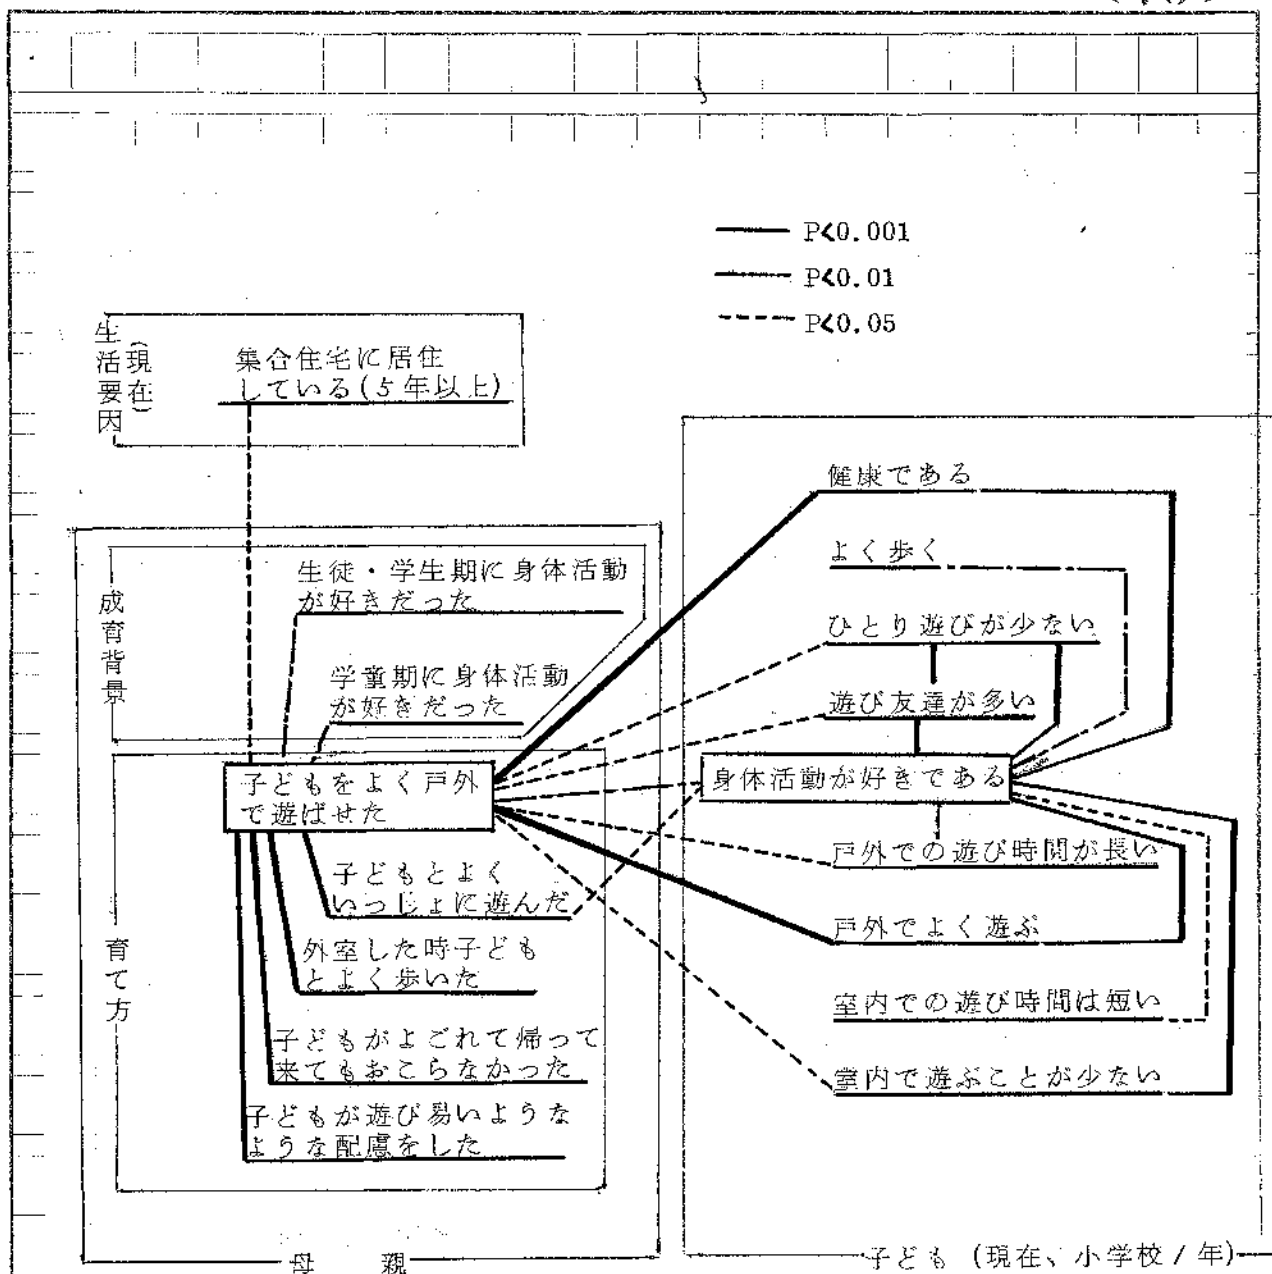 P<0.001
P<0.01
P<0.05
生活要因
(現在)
集合住宅に居住
している(5年以上)
成育背景
生徒・学生期に身体活動
が好きだった
学童期に身体活動
が好きだった
子どもをよく戸外
で遊ばせた
育て方
子どもとよく
いっしょに遊んだ
外室した時子ども
とよく歩いた
子どもがよごれて帰って
来てもおこらなかった
子どもが遊び易いような
ような配慮をした
母 親
健康である
よく歩く
ひとり遊びが少ない
遊び友達が多い
身体活動が好きである
戸外での遊び時間が長い
戸外でよく遊ぶ
室内での遊び時間は短い
室内で遊ぶことが少ない
子ども (現在、小学校/年)